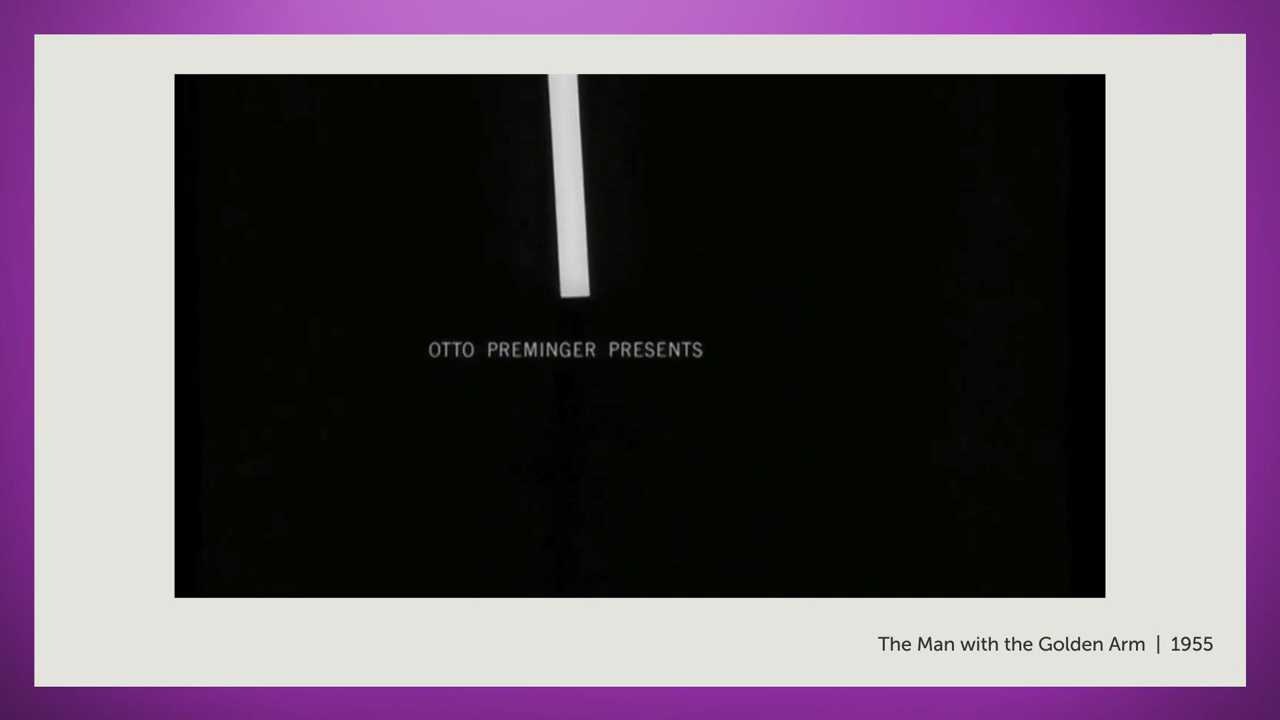 OTTO PREMINGER PRESENTS
The Man with the Golden Arm | 1955